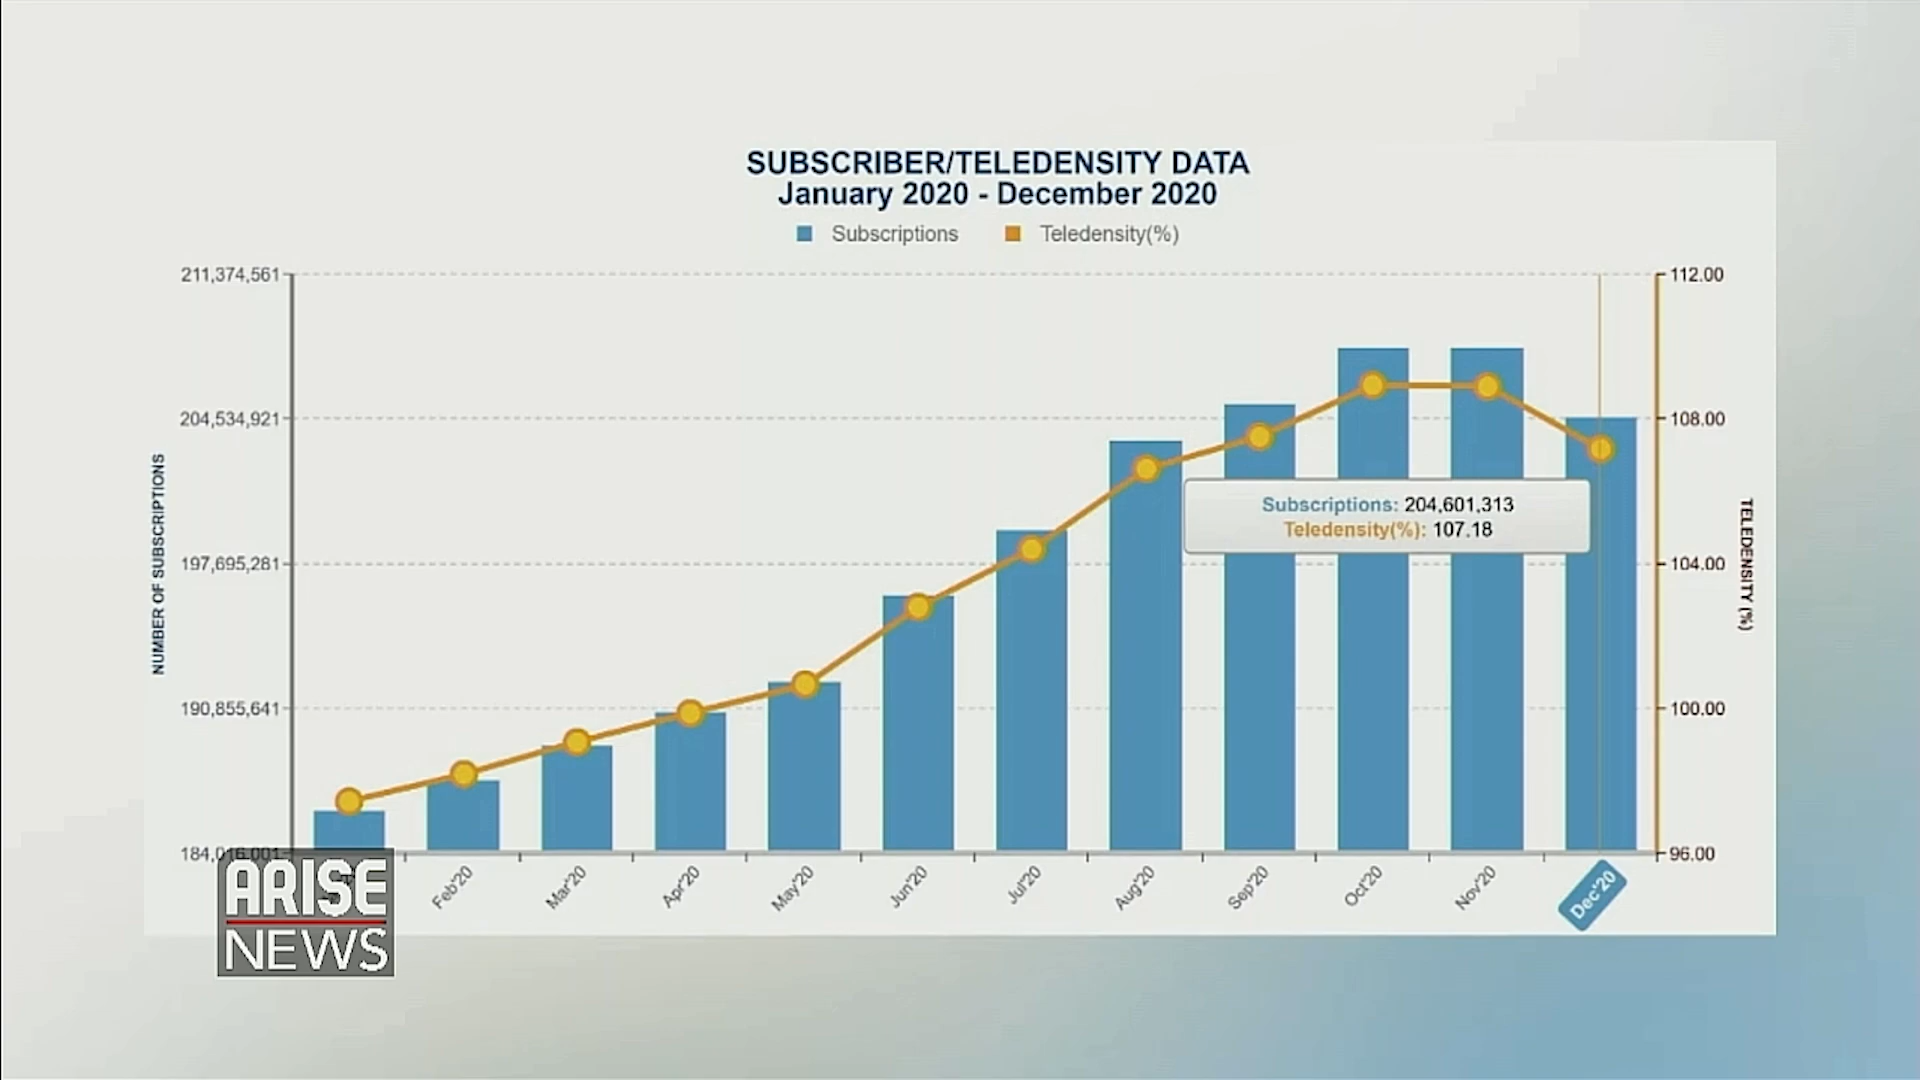 SUBSCRIBER/TELEDENSITY DATA
January 2020 - December 2020
Subscriptions
Teledensity(%)
211,374,561
204,534,921
197,695,281
190,855,641
184,016,001
NUMBER OF SUBSCRIPTIONS
112.00
108.00
104.00
100.00
96.00
TELEDENSITY (%)
Subscriptions: 204,601,313
Teledensity(%): 107.18
Feb'20
Mar'20
Apr'20
May'20
Jun'20
Jul'20
Aug'20
Sep'20
Oct'20
Nov'20
Dec'20
ARISE
NEWS